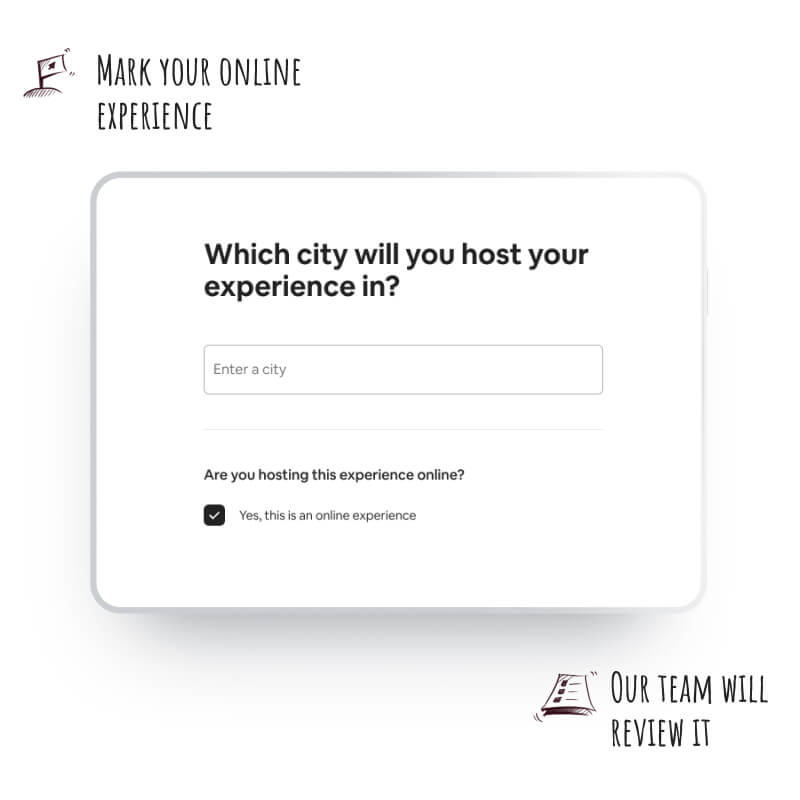 Mark your online
experience
Which city will you host your
experience in?
Enter a city
Are you hosting this experience online?
Yes, this is an online experience
Our team will
review it